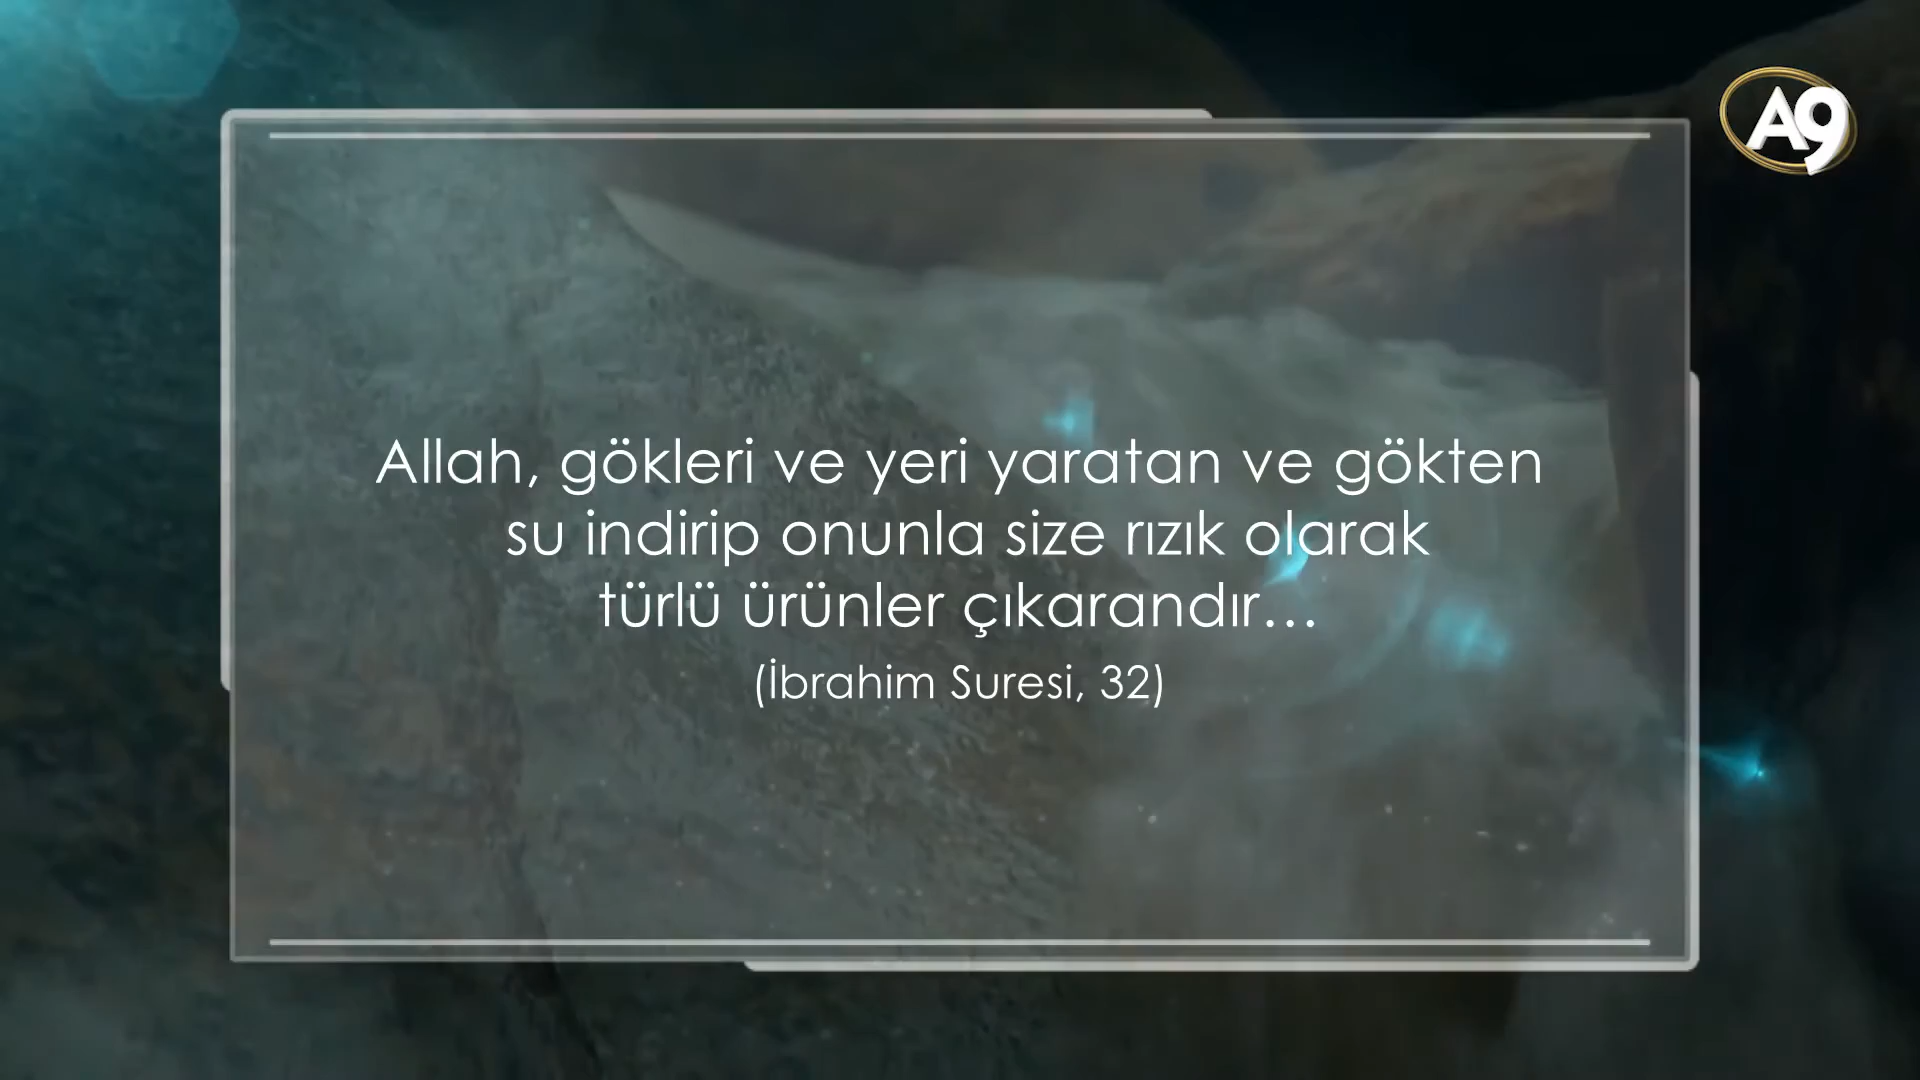 A9
Allah, gökleri ve yeri yaratan ve gökten
su indirip onunla size rızık olarak
türlü ürünler çıkarandır...
(İbrahim Suresi, 32)